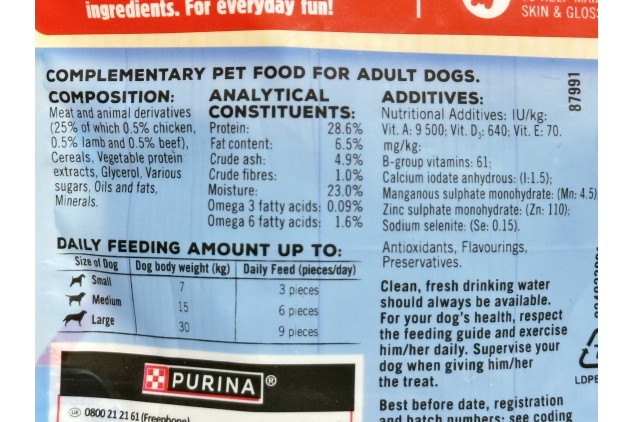 ingredients. For everyday fun!
SKIN & GLOSS
COMPLEMENTARY PET FOOD FOR ADULT DOGS.
COMPOSITION:
Meat and animal derivatives
(25% of which 0.5% chicken,
0.5% lamb and 0.5% beef),
Cereals, Vegetable protein
extracts, Glycerol, Various
sugars, Oils and fats,
Minerals.
ANALYTICAL
CONSTITUENTS:
Protein: 28.6%
Fat content: 6.5%
Crude ash: 4.9%
Crude fibres: 1.0%
Moisture: 23.0%
Omega 3 fatty acids: 0.09%
Omega 6 fatty acids: 1.6%
ADDITIVES:
Nutritional Additives: IU/kg:
Vit. A: 9 500; Vit. D₃: 640; Vit. E: 70.
mg/kg:
B-group vitamins: 61;
Calcium iodate anhydrous: (I:1.5);
Manganous sulphate monohydrate: (Mn: 4.5)
Zinc sulphate monohydrate: (Zn: 110);
Sodium selenite: (Se: 0.15).
Antioxidants, Flavourings,
Preservatives.
Clean, fresh drinking water
should always be available.
For your dog's health, respect
the feeding guide and exercise
him/her daily. Supervise your
dog when giving him/her
the treat.
Best before date, registration
and batch numbers: see coding
87991
DAILY FEEDING AMOUNT UP TO:
Size of Dog Dog body weight (kg) Daily Feed (pieces/day)
Small 7 3 pieces
Medium 15 6 pieces
Large 30 9 pieces
PURINA®
UK 0800 21 21 61 (Freephone)
LDPE